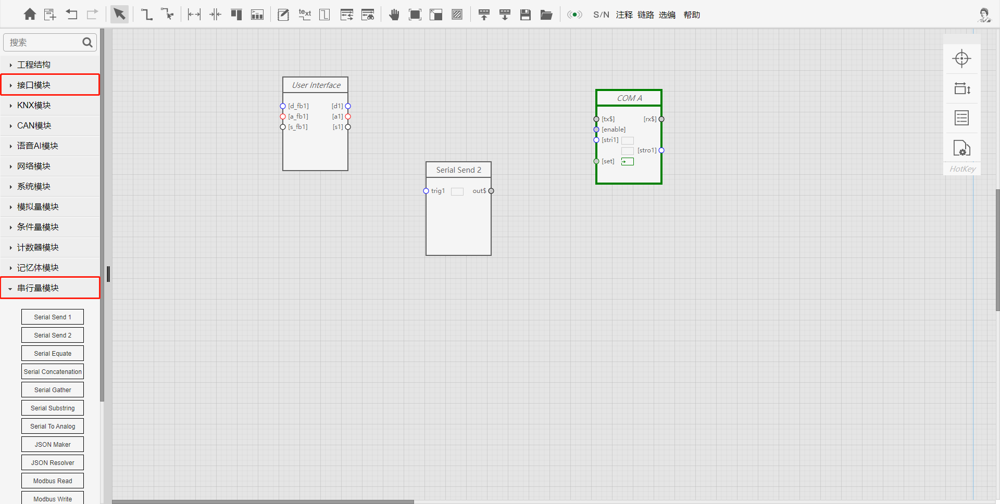 text
S/N 注释 链路 选编 帮助
搜索
工程结构
接口模块
KNX模块
CAN模块
语音AI模块
网络模块
系统模块
模拟量模块
条件量模块
计数器模块
记忆体模块
串行量模块
Serial Send 1
Serial Send 2
Serial Equate
Serial Concatenation
Serial Gather
Serial Substring
Serial To Analog
JSON Maker
JSON Resolver
Modbus Read
Modbus Write
User Interface
[d_fb1] [d1]
[a_fb1] [a1]
[s_fb1] [s1]
Serial Send 2
trig1 out$
COM A
[tx$] [rx$]
[enable]
[stri1]
[stro1]
[set]
HotKey